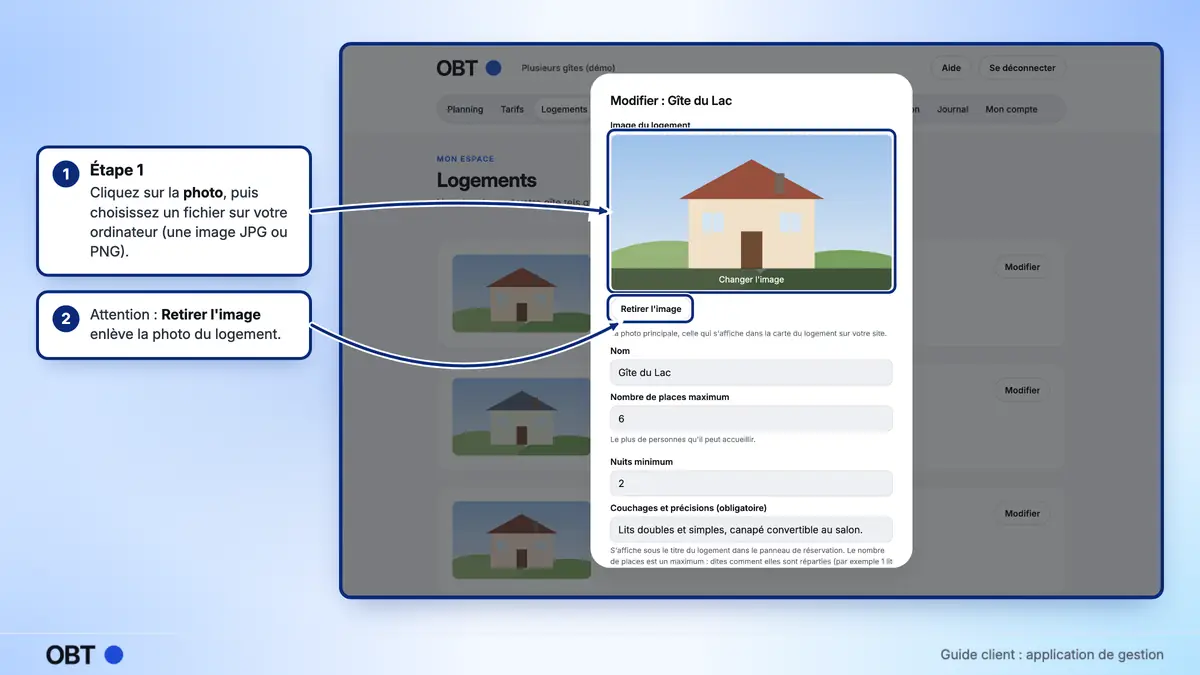 OBT
Plusieurs gîtes (démo)
Aide
Se déconnecter
Planning
Tarifs
Logements
Journal
Mon compte
MON ESPACE
Logements
Modifier
Modifier
Modifier
1
Étape 1
Cliquez sur la photo, puis
choisissez un fichier sur votre
ordinateur (une image JPG ou
PNG).
2
Attention : Retirer l'image
enlève la photo du logement.
Modifier : Gîte du Lac
Image du logement
Changer l'image
Retirer l'image
photo principale, celle qui s'affiche dans la carte du logement sur votre site.
Nom
Gîte du Lac
Nombre de places maximum
6
Le plus de personnes qu'il peut accueillir.
Nuits minimum
2
Couchages et précisions (obligatoire)
Lits doubles et simples, canapé convertible au salon.
S'affiche sous le titre du logement dans le panneau de réservation. Le nombre
de places est un maximum : dites comment elles sont réparties (par exemple 1 lit
OBT
Guide client : application de gestion